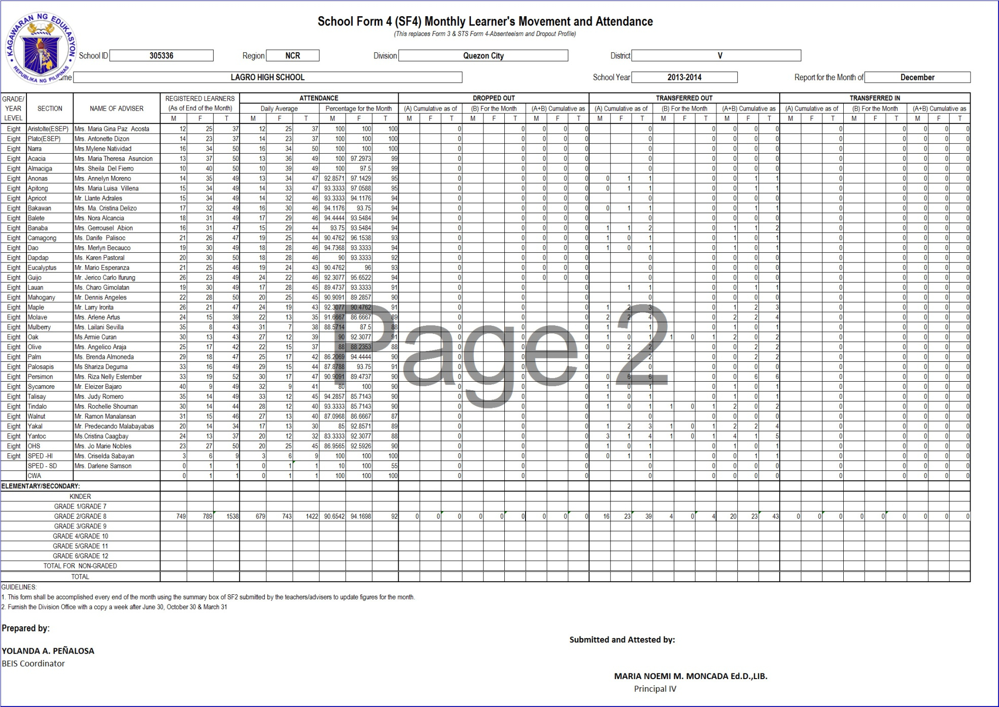 School Form 4 (SF4) Monthly Learner's Movement and Attendance
(This replaces Form 3 & STS Form 4-Absenteeism and Dropout Profile)
KAGAWARAN NG EDUKASYON
REPUBLIKA NG PILIPINAS
School ID 305336 Region NCR Division Quezon City District V
ame LAGRO HIGH SCHOOL School Year 2013-2014 Report for the Month of December
GRADE/ YEAR LEVEL SECTION NAME OF ADVISER REGISTERED LEARNERS (As of End of the Month) ATTENDANCE DROPPED OUT TRANSFERRED OUT TRANSFERRED IN
Daily Average Percentage for the Month (A) Cumulative as of (B) For the Month (A+B) Cumulative as (A) Cumulative as of (B) For the Month (A+B) Cumulative as (A) Cumulative as of (B) For the Month (A+B) Cumulative as
M F T M F T M F T M F T M F T M F T M F T M F T M F T M F T M F T M F T
Eight Aristolte(ESEP) Mrs. Maria Gina Paz Acosta 12 25 37 12 25 37 100 100 100 0 0 0 0 0 0 0 0 0 0 0 0 0 0 0
Eight Plato(ESEP) Mrs. Antonette Dizon 14 23 37 14 23 37 100 100 100 0 0 0 0 0 0 0 0 0 0 0 0 0 0 0
Eight Narra Mrs.Mylene Natividad 16 34 50 16 34 50 100 100 100 0 0 0 0 0 0 0 0 0 0 0 0 0 0 0
Eight Acacia Mrs. Maria Theresa Asuncion 13 37 50 13 36 49 100 97.2973 99 0 0 0 0 0 0 0 0 0 0 0 0 0 0 0
Eight Almaciga Mrs. Sheila Del Fierro 10 40 50 10 39 49 100 97.5 99 0 0 0 0 0 0 0 0 0 0 0 0 0 0 0
Eight Anonas Mrs. Annelyn Moreno 14 35 49 13 34 47 92.8571 97.1429 95 0 0 0 0 0 0 1 1 0 0 1 1 0 0 0 0 0
Eight Apitong Mrs. Maria Luisa Villena 15 34 49 14 33 47 93.3333 97.0588 95 0 0 0 0 0 0 1 1 0 0 1 1 0 0 0 0 0
Eight Apricot Mr. Llante Adrales 15 34 49 14 32 46 93.3333 94.1176 94 0 0 0 0 0 0 0 0 0 0 0 0 0 0 0
Eight Bakawan Mrs. Ma. Cristina Delizo 17 32 49 16 30 46 94.1176 93.75 94 0 0 0 0 0 0 1 1 0 0 1 1 0 0 0 0 0
Eight Balete Mrs. Nora Alcancia 18 31 49 17 29 46 94.4444 93.5484 94 0 0 0 0 0 0 0 0 0 0 0 0 0 0 0
Eight Banaba Mrs. Gerrousel Abion 16 31 47 15 29 44 93.75 93.5484 94 0 0 0 0 0 1 1 2 0 1 1 2 0 0 0 0 0
Eight Camagong Ms. Danife Palisoc 21 26 47 19 25 44 90.4762 96.1538 93 0 0 0 0 0 1 0 1 0 1 0 1 0 0 0 0 0
Eight Dao Mrs. Merlyn Becauco 19 30 49 18 28 46 94.7368 93.3333 94 0 0 0 0 0 1 0 1 0 1 0 1 0 0 0 0 0
Eight Dapdap Ms. Karen Pastoral 20 30 50 18 28 46 90 93.3333 92 0 0 0 0 0 0 0 0 0 0 0 0 0 0 0
Eight Eucalyptus Mr. Mario Esperanza 21 25 46 19 24 43 90.4762 96 93 0 0 0 0 0 0 0 0 0 0 0 0 0 0 0
Eight Guijo Mr. Jerico Carlo Ifurung 26 23 49 24 22 46 92.3077 95.6522 94 0 0 0 0 0 0 0 0 0 0 0 0 0 0 0
Eight Lauan Ms. Charo Gimolatan 19 30 49 17 28 45 89.4737 93.3333 91 0 0 0 1 1 0 0 1 1 0 0 0 0 0
Eight Mahogany Mr. Dennis Angeles 22 28 50 20 25 45 90.9091 89.2857 90 0 0 0 0 0 0 0 0 0 0 0 0 0
Eight Maple Mr. Larry Irorita 26 21 47 24 19 43 92.3077 90.4762 91 0 0 0 1 2 3 0 1 2 3 0 0 0 0 0
Eight Molave Mrs. Arlene Artus 24 15 39 22 13 35 91.6667 86.6667 89 0 0 0 2 2 4 0 2 2 4 0 0 0 0 0
Eight Mulberry Mrs. Lailani Sevilla 35 8 43 31 7 38 88.5714 87.5 88 0 0 0 1 1 0 1 0 1 0 0 0 0 0
Eight Oak Ms.Armie Curan 30 13 43 27 12 39 90 92.3077 91 0 0 0 1 0 1 1 0 1 2 0 2 0 0 0 0 0
Eight Olive Mrs. Angelico Araja 25 17 42 22 15 37 88 88.2353 88 0 0 0 0 2 2 0 0 2 2 0 0 0 0 0
Eight Palm Ms. Brenda Almoneda 29 18 47 25 17 42 86.2069 94.4444 90 0 0 0 2 2 0 0 2 2 0 0 0 0 0
Eight Palosapis Ms Shariza Deguma 33 16 49 29 15 44 87.8788 93.75 91 0 0 0 0 0 0 0 0 0 0 0 0 0
Eight Persimon Mrs. Riza Nelly Estember 33 19 52 30 17 47 90.9091 89.4737 90 0 0 0 0 6 6 0 0 6 6 0 0 0 0 0
Eight Sycamore Mr. Eleizer Bajaro 40 9 49 32 9 41 80 100 90 0 0 0 1 0 1 0 1 0 1 0 0 0 0 0
Eight Talisay Mrs. Judy Romero 35 14 49 33 12 45 94.2857 85.7143 90 0 0 0 1 0 1 0 1 0 1 0 0 0 0 0
Eight Tindalo Mrs. Rochelle Shouman 30 14 44 28 12 40 93.3333 85.7143 90 0 0 0 1 0 1 1 0 1 2 0 2 0 0 0 0 0
Eight Walnut Mr. Ramon Manalansan 31 15 46 27 13 40 87.0968 86.6667 87 0 0 0 0 0 0 0 0 0 0 0 0 0
Eight Yakal Mr. Predecando Malabayabas 20 14 34 17 13 30 85 92.8571 89 0 0 0 1 2 3 1 0 1 2 2 4 0 0 0 0 0
Eight Yantoc Ms.Cristina Caagbay 24 13 37 20 12 32 83.3333 92.3077 88 0 0 0 3 1 4 1 0 1 4 1 5 0 0 0 0 0
Eight OHS Mrs. Jo Marie Nobles 23 27 50 20 25 45 86.9565 92.5926 90 0 0 0 1 0 1 0 1 0 1 0 0 0 0 0
Eight SPED -HI Mrs. Criselda Sabayan 3 6 9 3 6 9 100 100 100 0 0 0 0 1 1 0 0 1 1 0 0 0 0 0
SPED - SD Mrs. Darlene Samson 0 1 1 0 1 1 10 100 55 0 0 0 0 0 0 0 0 0 0 0 0 0
CWA 0 1 1 0 1 1 100 100 100 0 0 0 0 0 0 0 0 0 0 0 0 0
ELEMENTARY/SECONDARY:
KINDER
GRADE 1/GRADE 7
GRADE 2/GRADE 8 749 789 1538 679 743 1422 90.6542 94.1698 92 0 0 0 0 0 0 0 0 0 16 23 39 4 0 4 20 23 43 0 0 0 0 0 0 0 0 0
GRADE 3/GRADE 9
GRADE 4/GRADE 10
GRADE 5/GRADE 11
GRADE 6/GRADE 12
TOTAL FOR NON-GRADED
TOTAL
Page 2
GUIDELINES:
1. This form shall be accomplished every end of the month using the summary box of SF2 submitted by the teachers/advisers to update figures for the month.
2. Furnish the Division Office with a copy a week after June 30, October 30 & March 31
Prepared by:
Submitted and Attested by:
YOLANDA A. PEÑALOSA
BEIS Coordinator
MARIA NOEMI M. MONCADA Ed.D.,LIB.
Principal IV